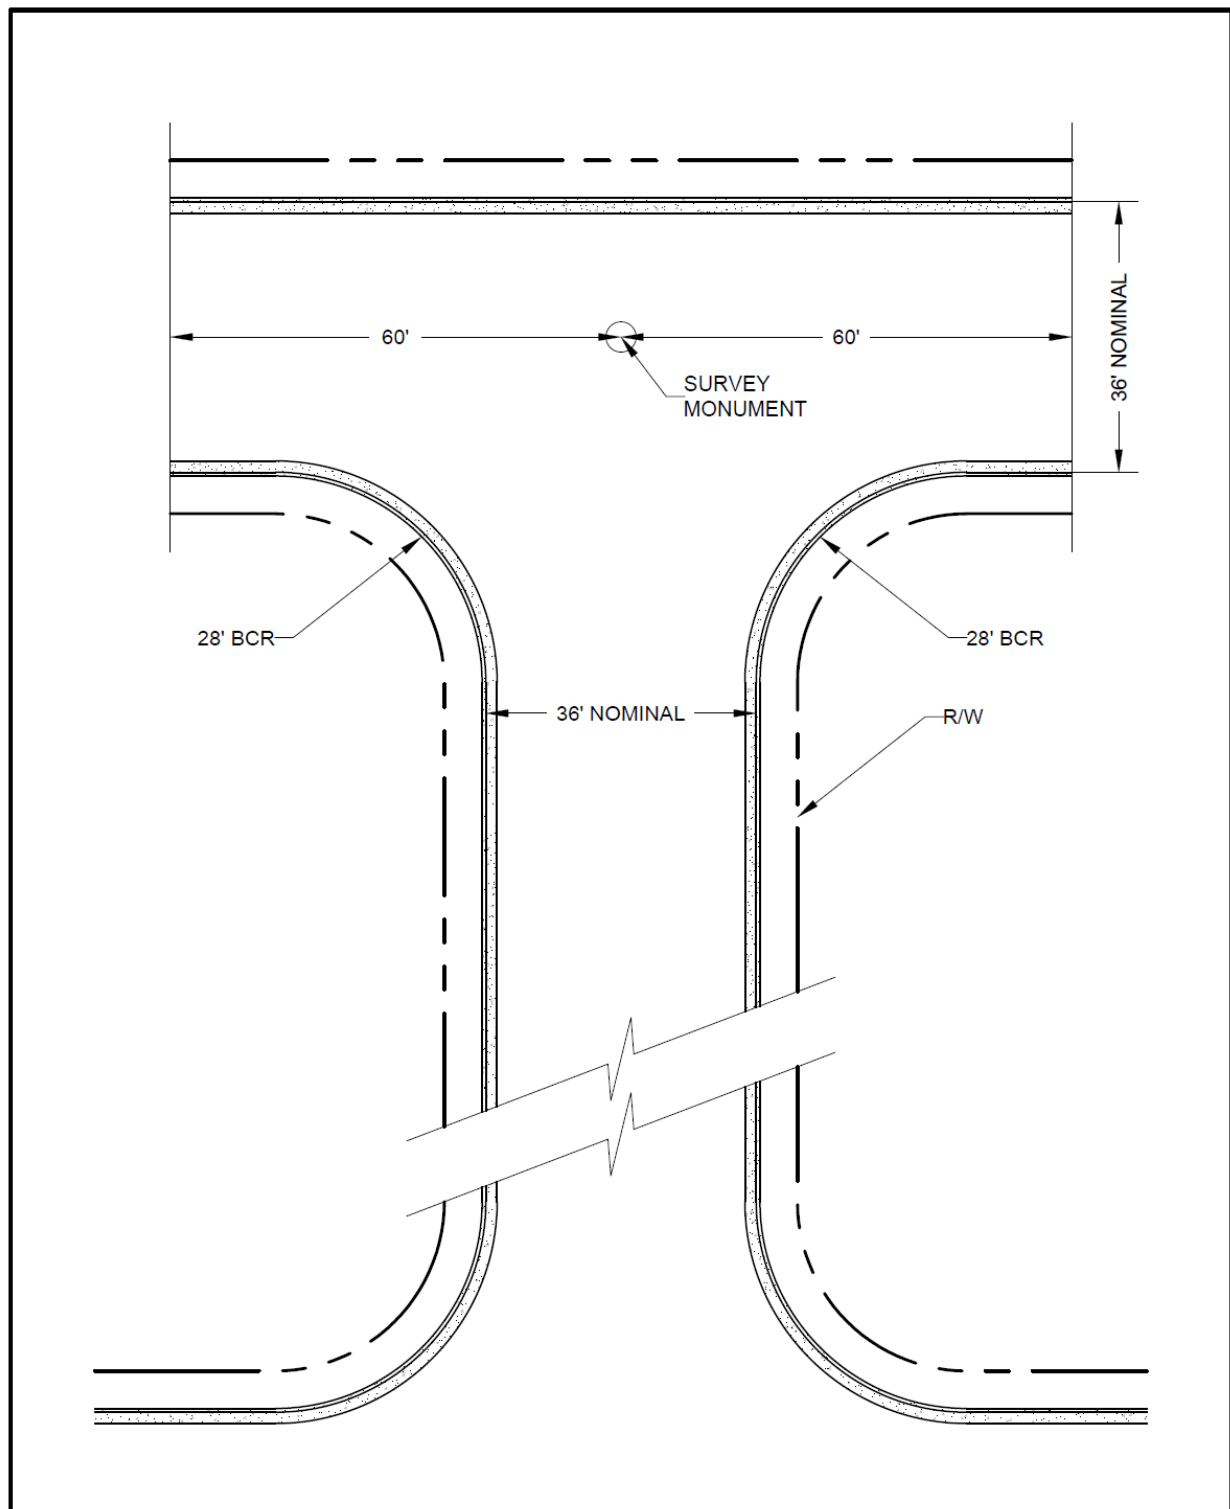 60'
60'
36' NOMINAL
SURVEY
MONUMENT
28' BCR
28' BCR
36' NOMINAL
R/W